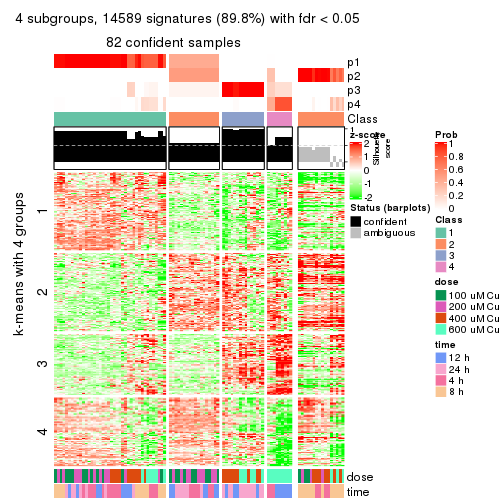 4 subgroups, 14589 signatures (89.8%) with fdr < 0.05
82 confident samples
p1
p2
p3
p4
Class
1
Silhouette
score
k-means with 4 groups
1
2
3
4
dose
time
z-score
2
1
0
-1
-2
Status (barplots)
confident
ambiguous
Prob
1
0.8
0.6
0.4
0.2
0
Class
1
2
3
4
dose
100 uM Cu
200 uM Cu
400 uM Cu
600 uM Cu
time
12 h
24 h
4 h
8 h